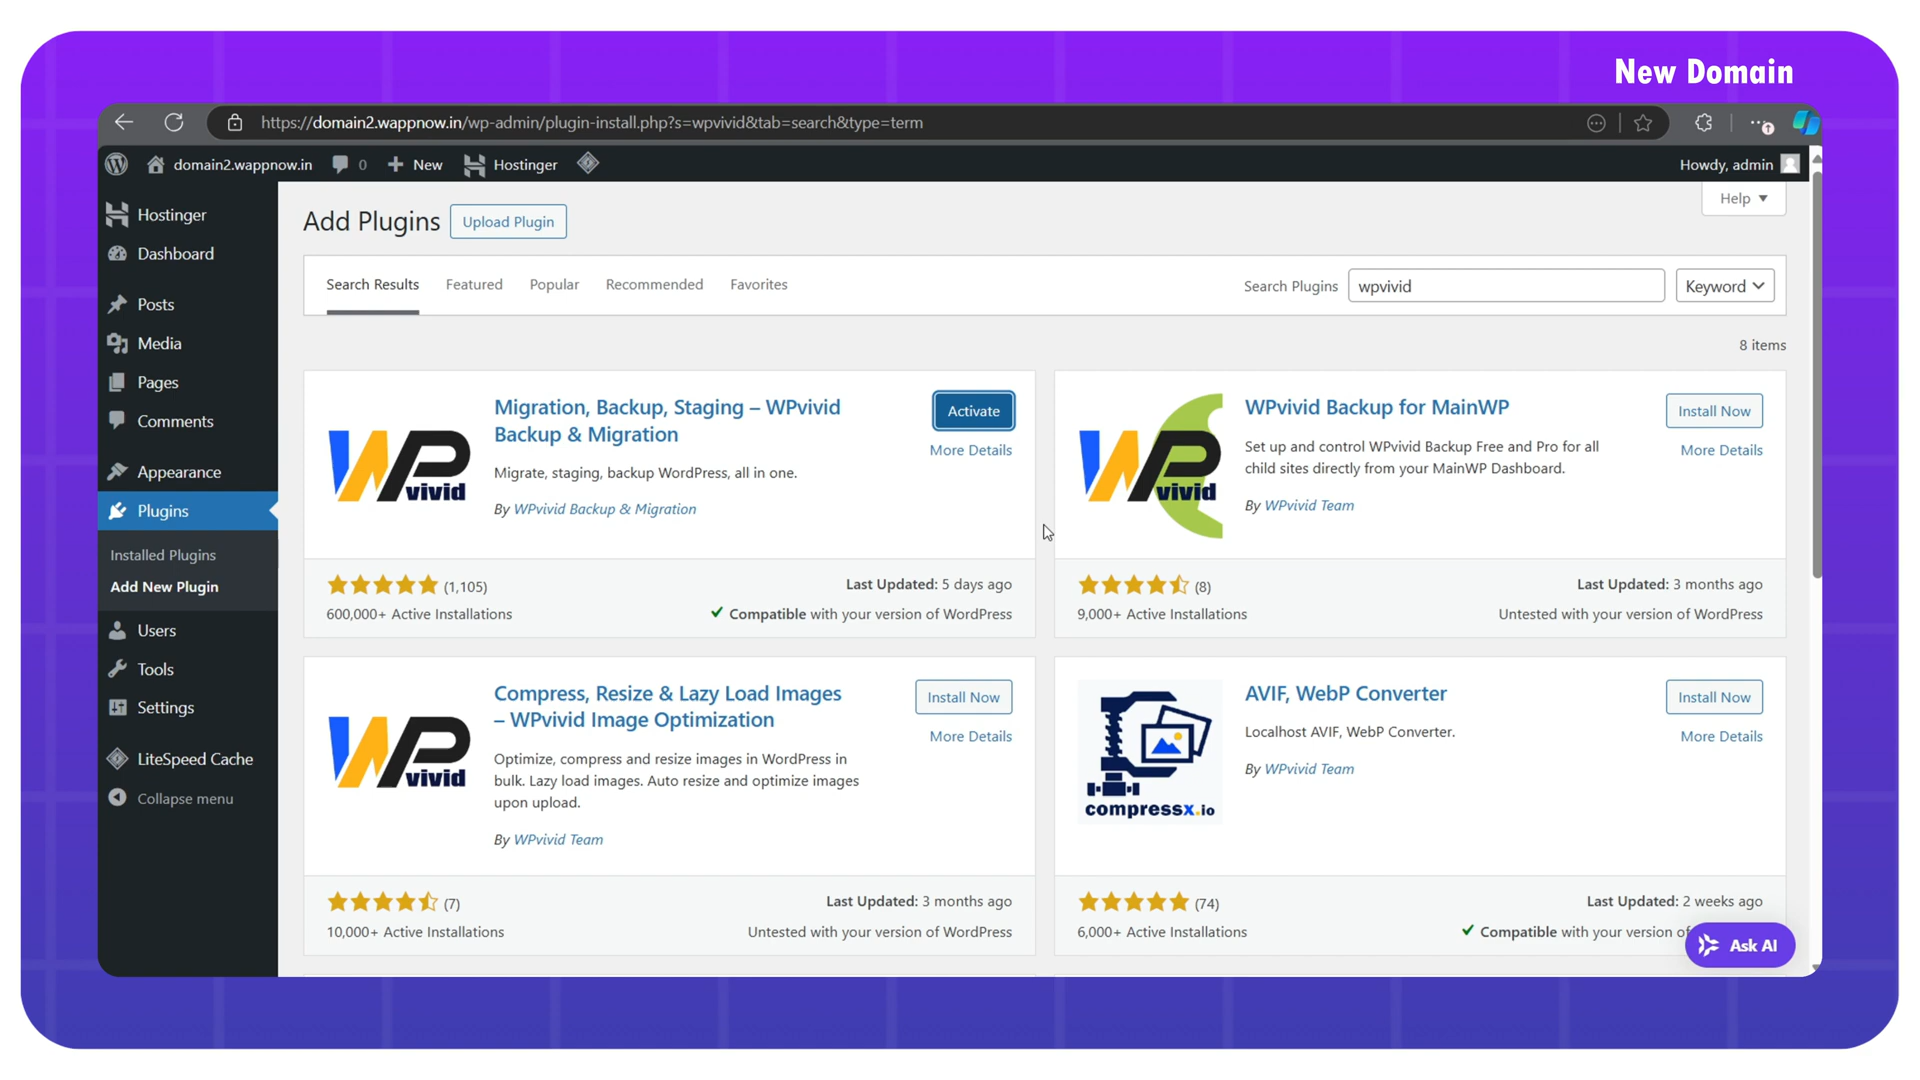 New Domain
https://domain2.wappnow.in/wp-admin/plugin-install.php?s=wpvivid&tab=search&type=term
domain2.wappnow.in 0 New Hostinger Howdy, admin
Hostinger
Dashboard
Posts
Media
Pages
Comments
Appearance
Plugins
Installed Plugins
Add New Plugin
Users
Tools
Settings
LiteSpeed Cache
Collapse menu
Help
Add Plugins Upload Plugin
Search Results Featured Popular Recommended Favorites Search Plugins wpvivid Keyword
8 items
WP vivid
Migration, Backup, Staging – WPvivid
Backup & Migration
Migrate, staging, backup WordPress, all in one.
By WPvivid Backup & Migration
Activate
More Details
(1,105)
600,000+ Active Installations
Last Updated: 5 days ago
Compatible with your version of WordPress
WP vivid
WPvivid Backup for MainWP
Set up and control WPvivid Backup Free and Pro for all
child sites directly from your MainWP Dashboard.
By WPvivid Team
Install Now
More Details
(8)
9,000+ Active Installations
Last Updated: 3 months ago
Untested with your version of WordPress
WP vivid
Compress, Resize & Lazy Load Images
– WPvivid Image Optimization
Optimize, compress and resize images in WordPress in
bulk. Lazy load images. Auto resize and optimize images
upon upload.
By WPvivid Team
Install Now
More Details
(7)
10,000+ Active Installations
Last Updated: 3 months ago
Untested with your version of WordPress
compressx.io
AVIF, WebP Converter
Localhost AVIF, WebP Converter.
By WPvivid Team
Install Now
More Details
(74)
6,000+ Active Installations
Last Updated: 2 weeks ago
Compatible with your version of
Ask AI